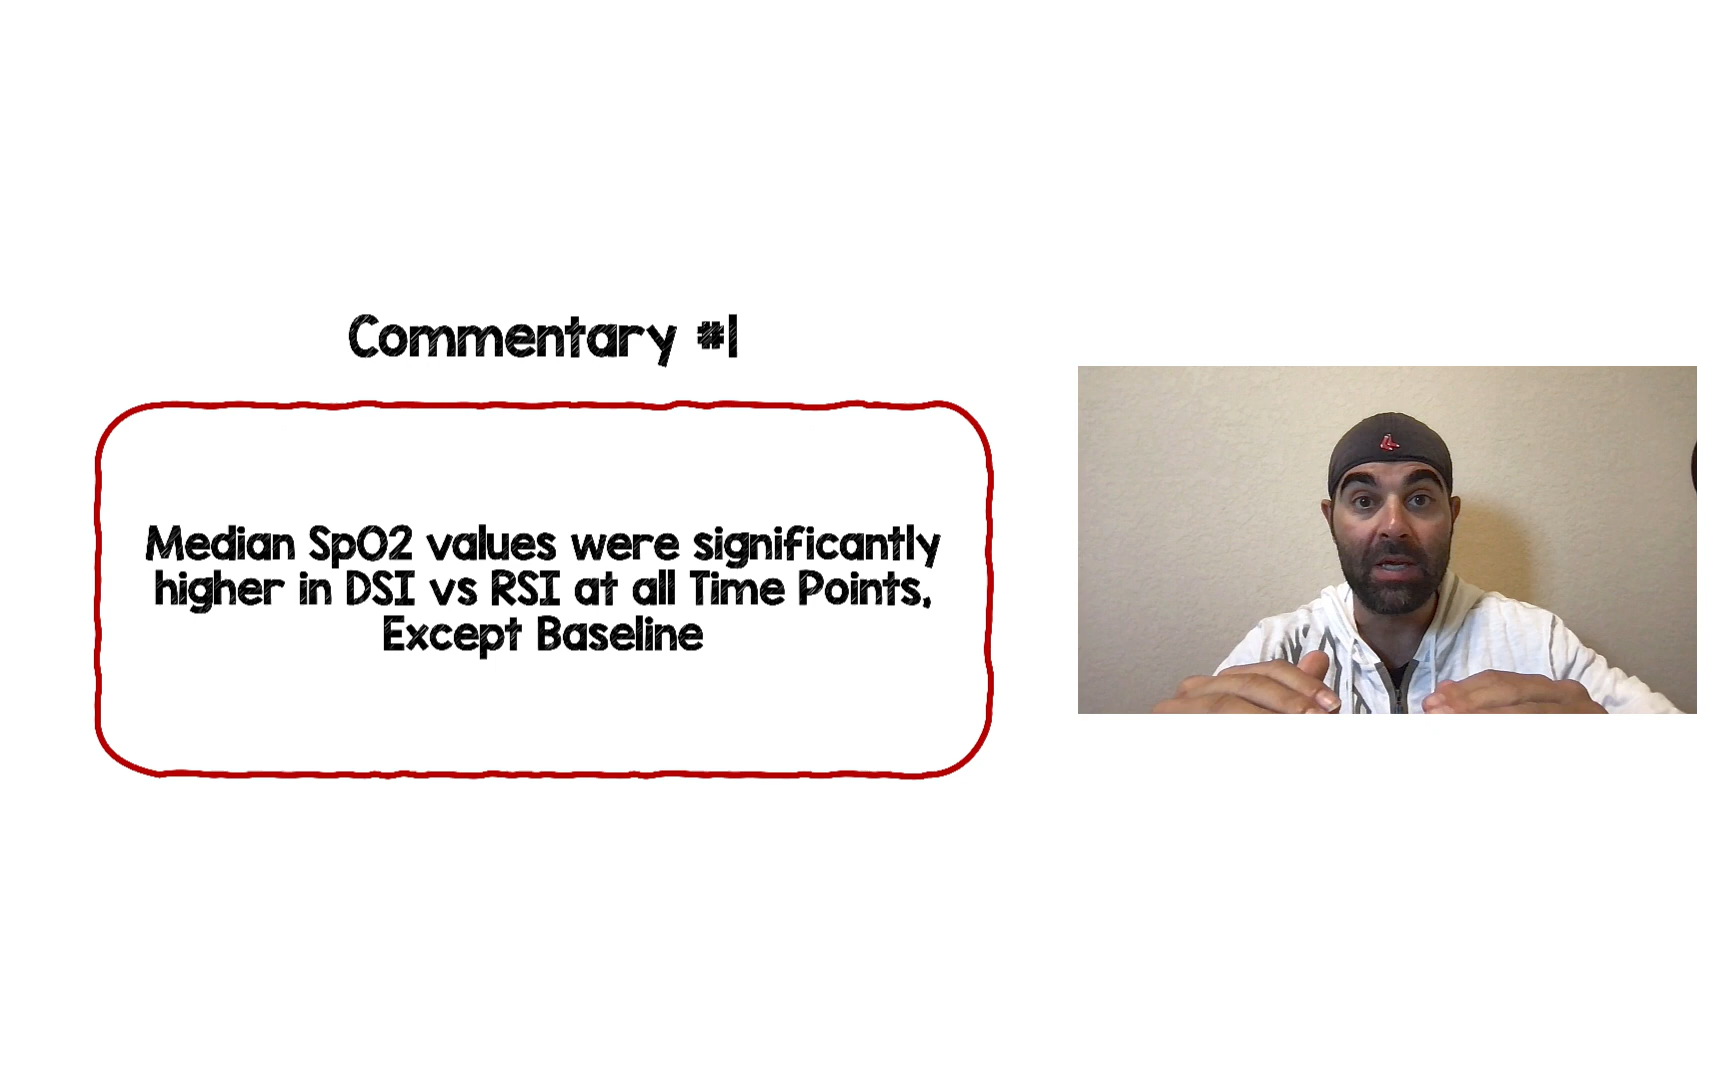 Commentary #1
Median SpO2 values were significantly
higher in DSI vs RSI at all Time Points,
Except Baseline